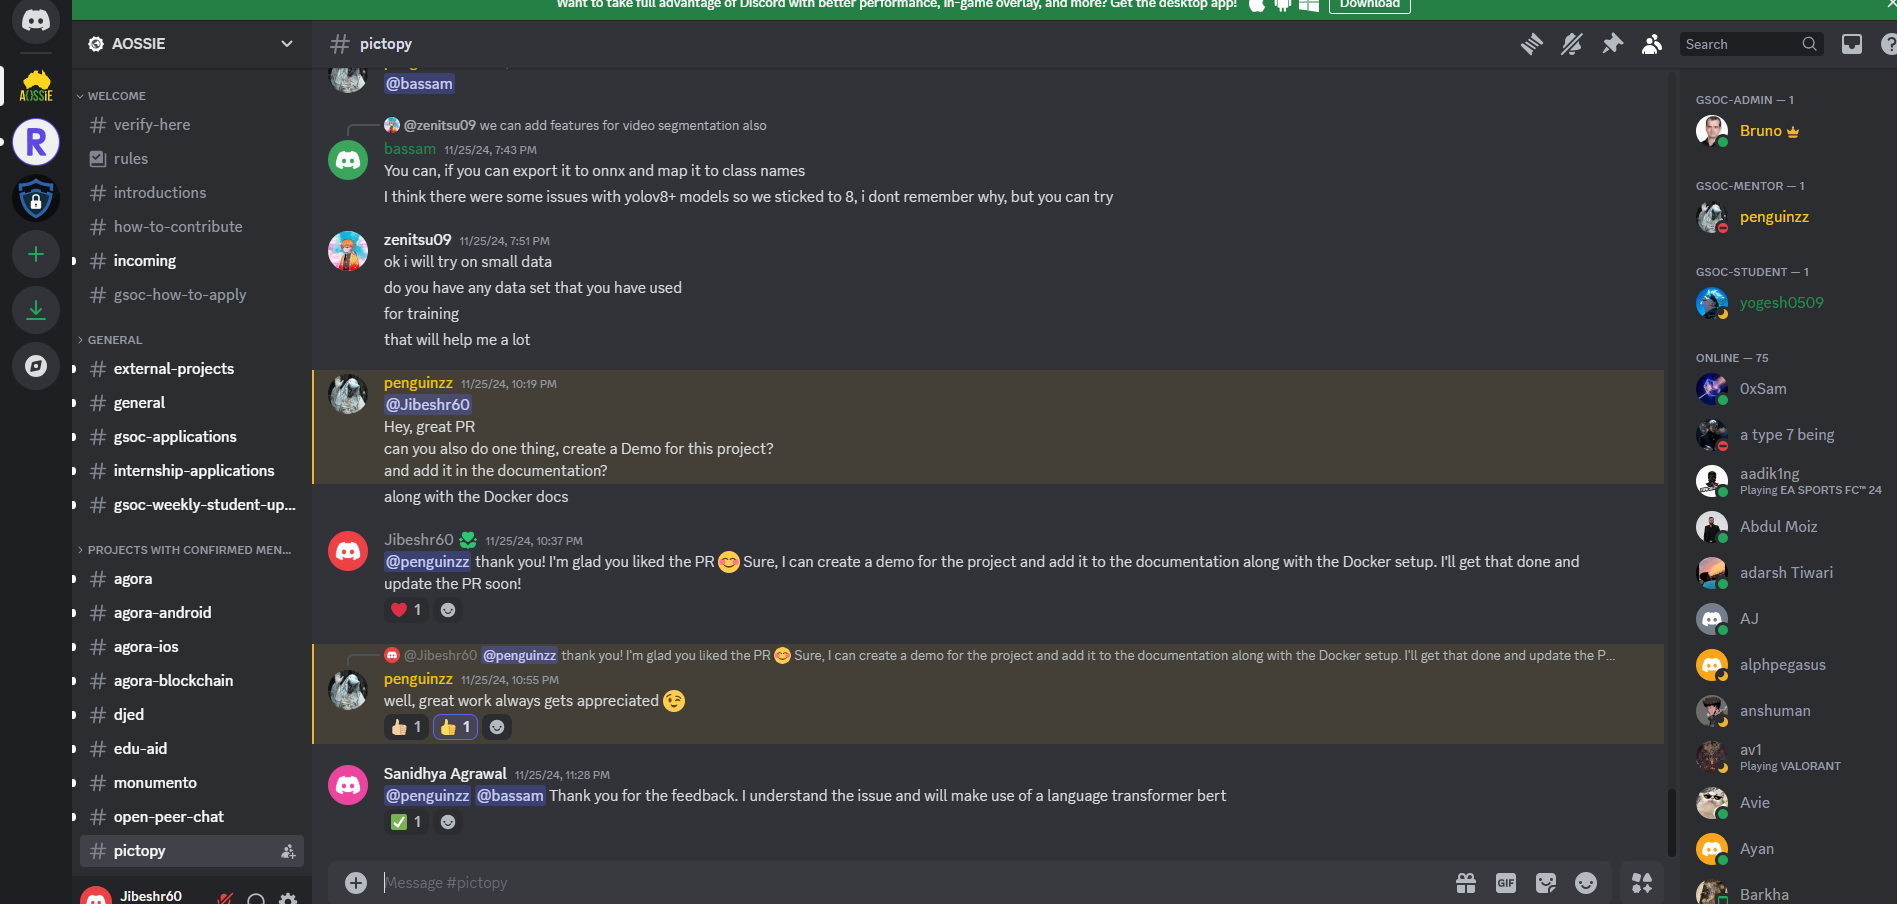 Want to take full advantage of Discord with better performance, in-game overlay, and more? Get the desktop app!
Download
AOSSIE
R
AOSSIE
WELCOME
verify-here
rules
introductions
how-to-contribute
incoming
gsoc-how-to-apply
GENERAL
external-projects
general
gsoc-applications
internship-applications
gsoc-weekly-student-up...
PROJECTS WITH CONFIRMED MEN...
agora
agora-android
agora-ios
agora-blockchain
djed
edu-aid
monumento
open-peer-chat
pictopy
Jibeshr60
pictopy
Search
@bassam
@zenitsu09 we can add features for video segmentation also
bassam 11/25/24, 7:43 PM
You can, if you can export it to onnx and map it to class names
I think there were some issues with yolov8+ models so we sticked to 8, i dont remember why, but you can try
zenitsu09 11/25/24, 7:51 PM
ok i will try on small data
do you have any data set that you have used
for training
that will help me a lot
penguinzz 11/25/24, 10:19 PM
@Jibeshr60
Hey, great PR
can you also do one thing, create a Demo for this project?
and add it in the documentation?
along with the Docker docs
Jibeshr60 11/25/24, 10:37 PM
@penguinzz thank you! I'm glad you liked the PR 😊 Sure, I can create a demo for the project and add it to the documentation along with the Docker setup. I'll get that done and
update the PR soon!
❤️ 1
@Jibeshr60 @penguinzz thank you! I'm glad you liked the PR 😊 Sure, I can create a demo for the project and add it to the documentation along with the Docker setup. I'll get that done and update the P...
penguinzz 11/25/24, 10:55 PM
well, great work always gets appreciated 😉
👍🏼 1 👍 1
Sanidhya Agrawal 11/25/24, 11:28 PM
@penguinzz @bassam Thank you for the feedback. I understand the issue and will make use of a language transformer bert
✅ 1
Message #pictopy
GIF
GSOC-ADMIN — 1
Bruno
GSOC-MENTOR — 1
penguinzz
GSOC-STUDENT — 1
yogesh0509
ONLINE — 75
0xSam
a type 7 being
aadik1ng
Playing EA SPORTS FC™ 24
Abdul Moiz
adarsh Tiwari
AJ
alphpegasus
anshuman
av1
Playing VALORANT
Avie
Ayan
Barkha